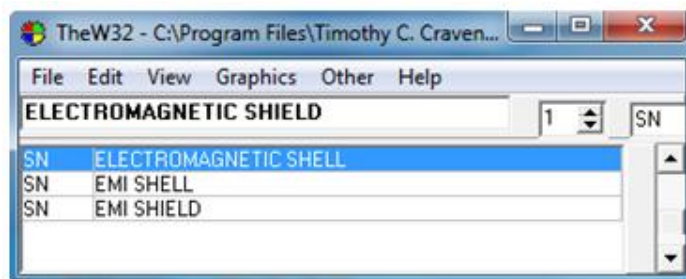 TheW32 - C:\Program Files\Timothy C. Craven...
File Edit View Graphics Other Help
ELECTROMAGNETIC SHIELD 1 SN
SN ELECTROMAGNETIC SHELL
SN EMI SHELL
SN EMI SHIELD